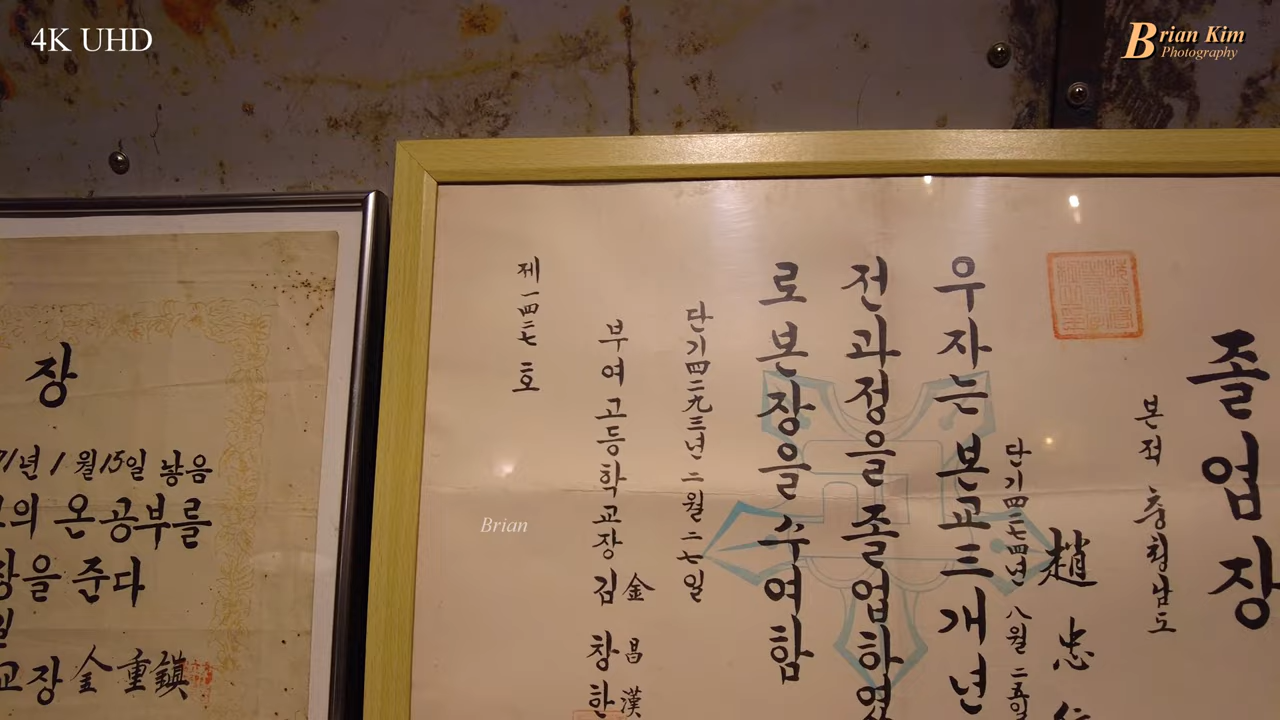 4K UHD
Brian Kim
Photography
졸업장
본적 충청남도
趙忠
단기四二七四년 八월 二五일
우자는본교三개년
전과정을졸업하였
로본장을수여함
단기四二九三년 二월 二七일
부여고등학교장 김창한
金昌漢
제一四二七호
Brian
장
년 1월15일 낳음
의 온공부를
을 준다
일
교장 金重鎭